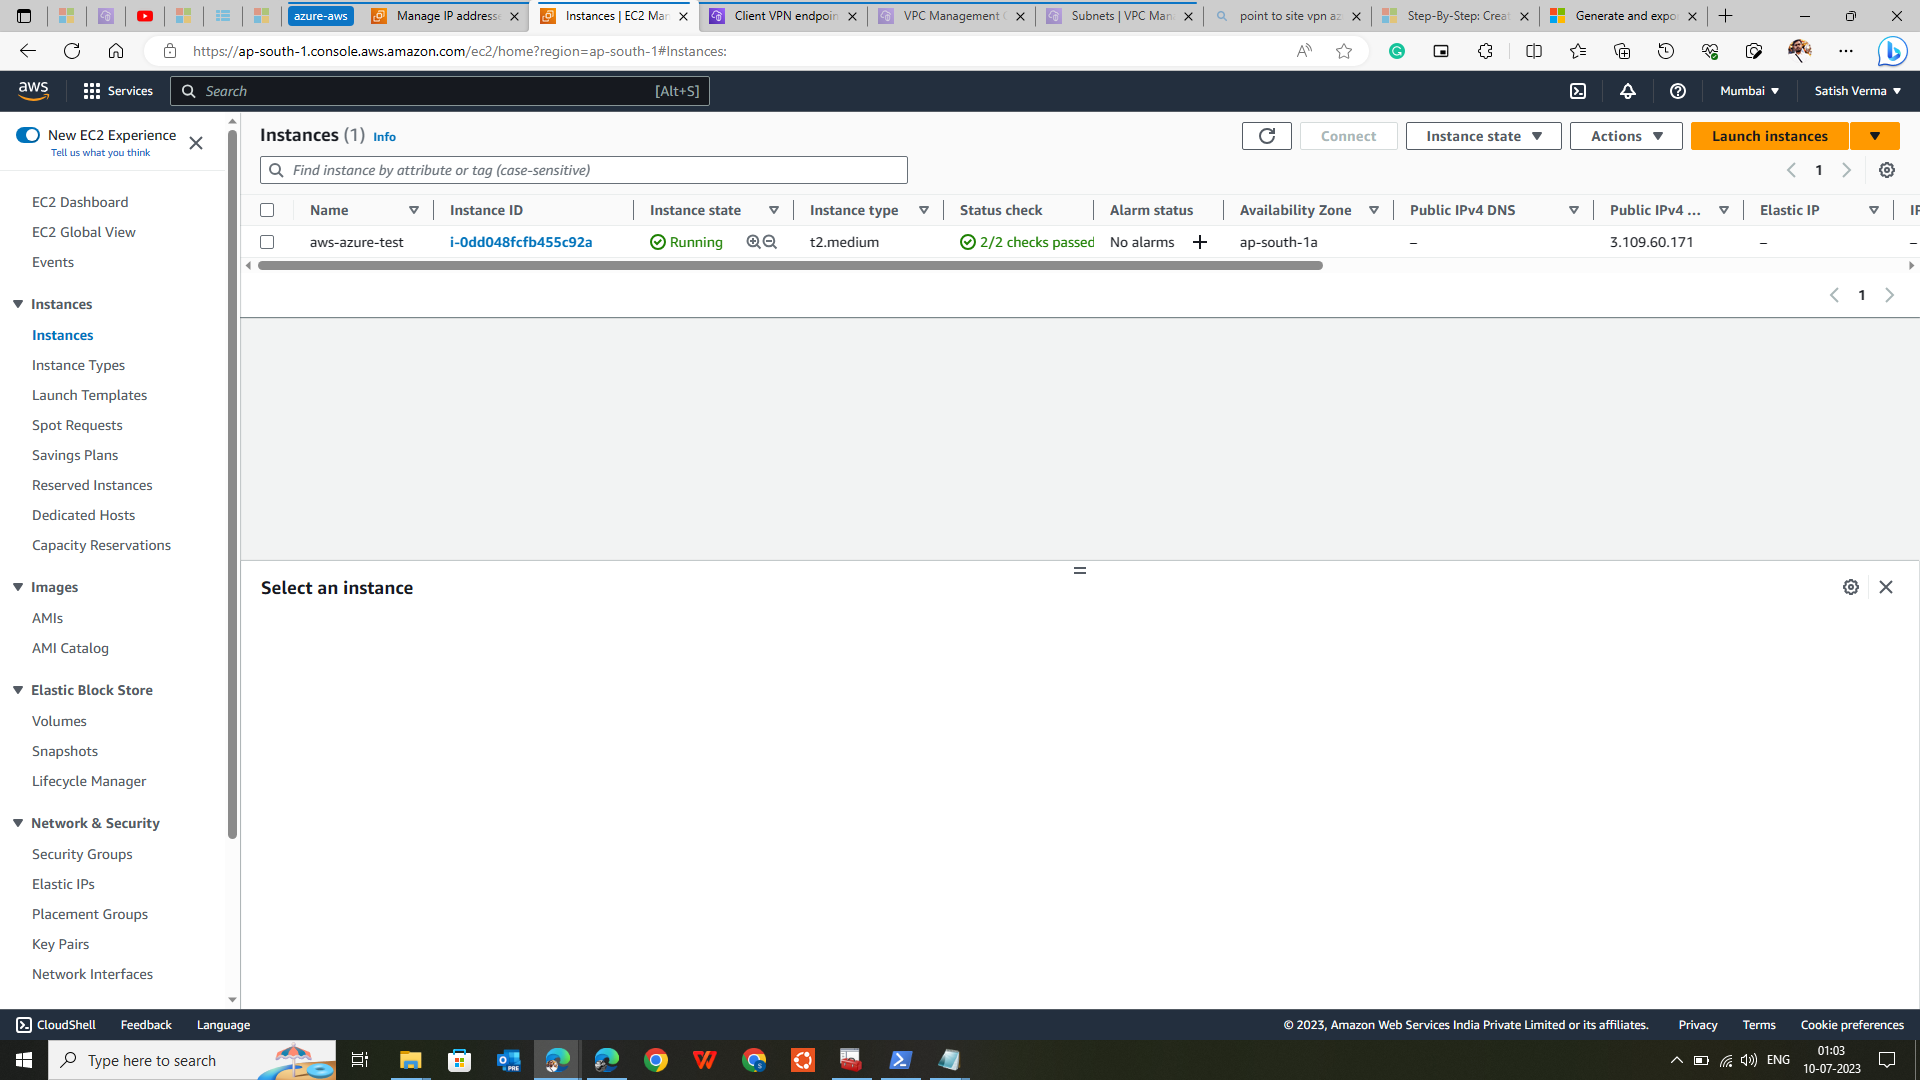 azure-aws
Manage IP addresse
Instances | EC2 Man
Client VPN endpoin
VPC Management C
Subnets | VPC Man
point to site vpn az
Step-By-Step: Creat
Generate and expo
https://ap-south-1.console.aws.amazon.com/ec2/home?region=ap-south-1#Instances:
aws
Services
Search
[Alt+S]
Mumbai
Satish Verma
New EC2 Experience
Tell us what you think
EC2 Dashboard
EC2 Global View
Events
Instances
Instances
Instance Types
Launch Templates
Spot Requests
Savings Plans
Reserved Instances
Dedicated Hosts
Capacity Reservations
Images
AMIs
AMI Catalog
Elastic Block Store
Volumes
Snapshots
Lifecycle Manager
Network & Security
Security Groups
Elastic IPs
Placement Groups
Key Pairs
Network Interfaces
Instances (1) Info
Connect
Instance state
Actions
Launch instances
Find instance by attribute or tag (case-sensitive)
1
Name Instance ID Instance state Instance type Status check Alarm status Availability Zone Public IPv4 DNS Public IPv4 ... Elastic IP IP
aws-azure-test i-0dd048fcfb455c92a Running t2.medium 2/2 checks passed No alarms + ap-south-1a – 3.109.60.171 – –
1
Select an instance
CloudShell Feedback Language
© 2023, Amazon Web Services India Private Limited or its affiliates. Privacy Terms Cookie preferences
Type here to search
PRE
ENG
01:03
10-07-2023